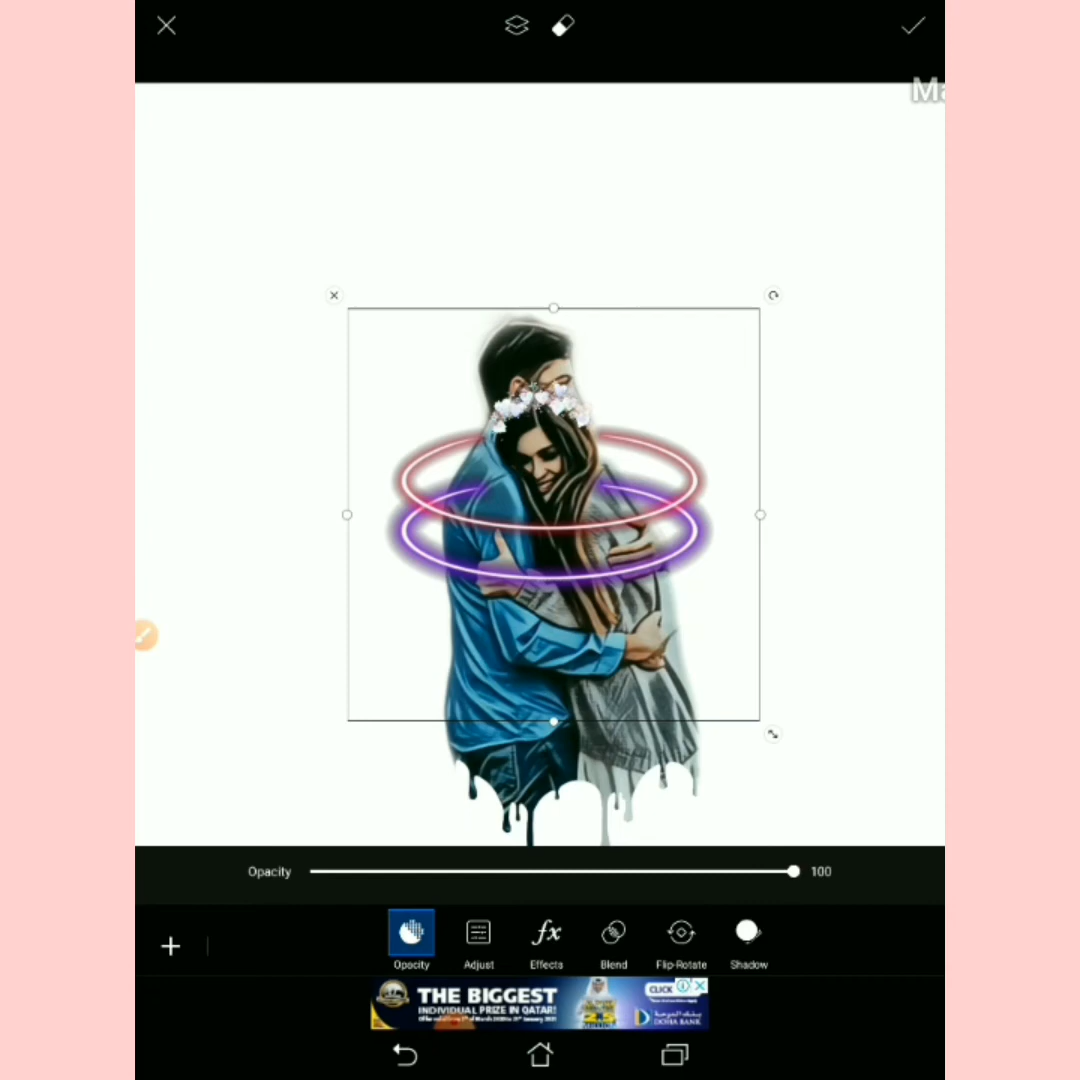 Ma
Opacity 100
Opacity Adjust Effects Blend Flip-Rotate Shadow
THE BIGGEST
INDIVIDUAL PRIZE IN QATAR!
CLICK
DOHA BANK